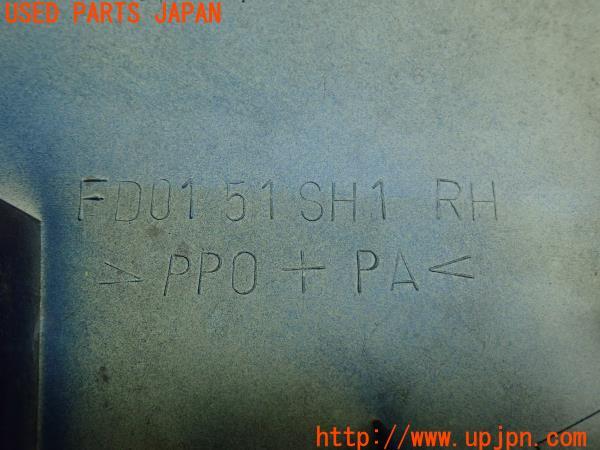 USED PARTS JAPAN
FD01 51 SH1 RH
>PPO+PA<
http://www.upjpn.com